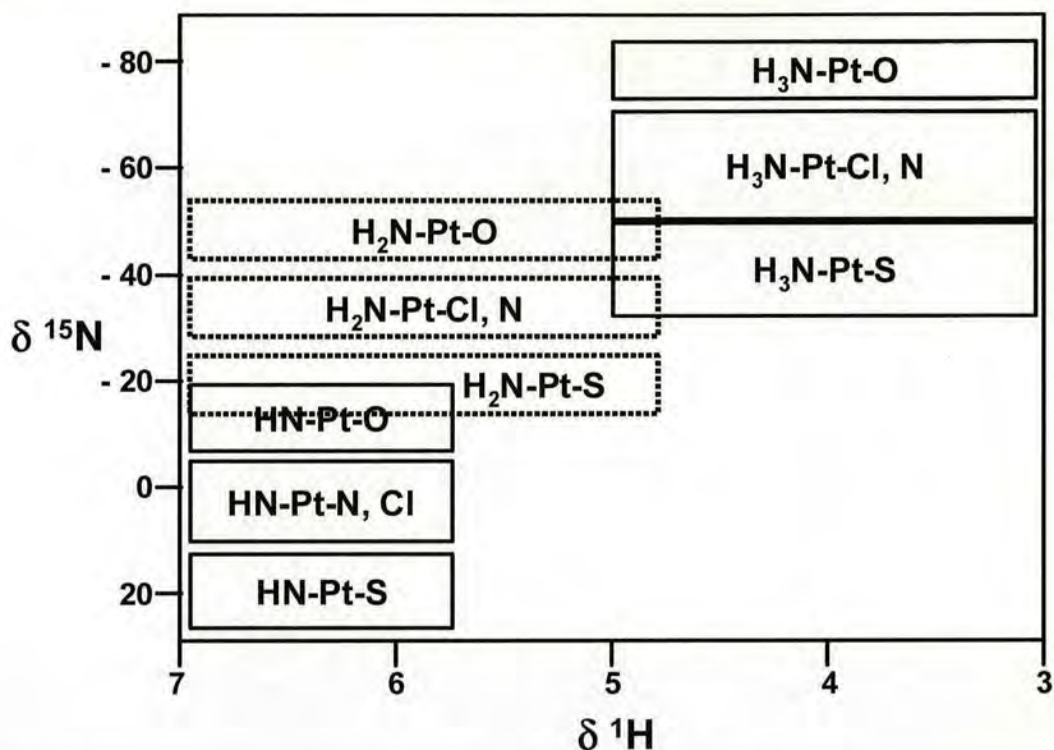 - 80
- 60
- 40
- 20
0
20
δ ¹⁵N
H₃N-Pt-O
H₃N-Pt-Cl, N
H₂N-Pt-O
H₃N-Pt-S
H₂N-Pt-Cl, N
H₂N-Pt-S
HN-Pt-O
HN-Pt-N, Cl
HN-Pt-S
7 6 5 4 3
δ ¹H